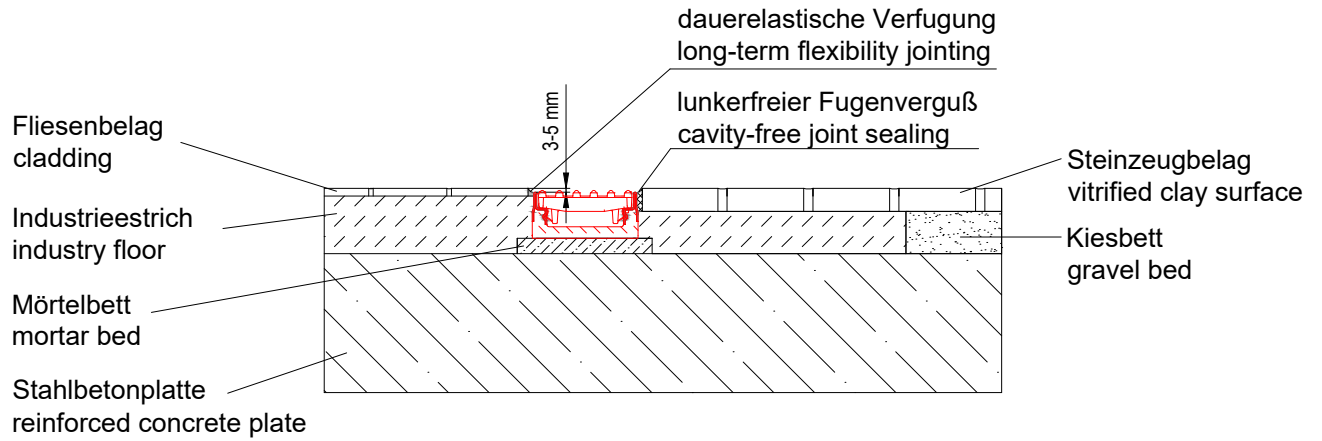 dauerelastische Verfugung
long-term flexibility jointing
lunkerfreier Fugenverguß
cavity-free joint sealing
3-5 mm
Fliesenbelag
cladding
Industrieestrich
industry floor
Mörtelbett
mortar bed
Stahlbetonplatte
reinforced concrete plate
Steinzeugbelag
vitrified clay surface
Kiesbett
gravel bed